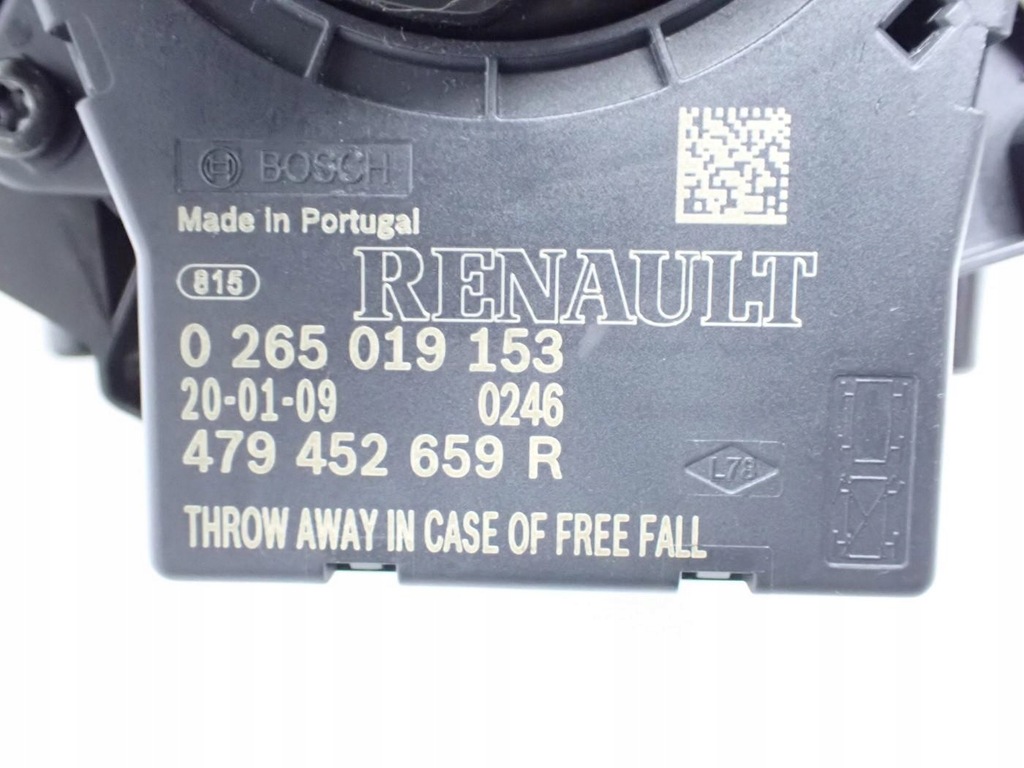 BOSCH
Made in Portugal
815
RENAULT
0 265 019 153
20-01-09 0246
479 452 659 R
L78
THROW AWAY IN CASE OF FREE FALL